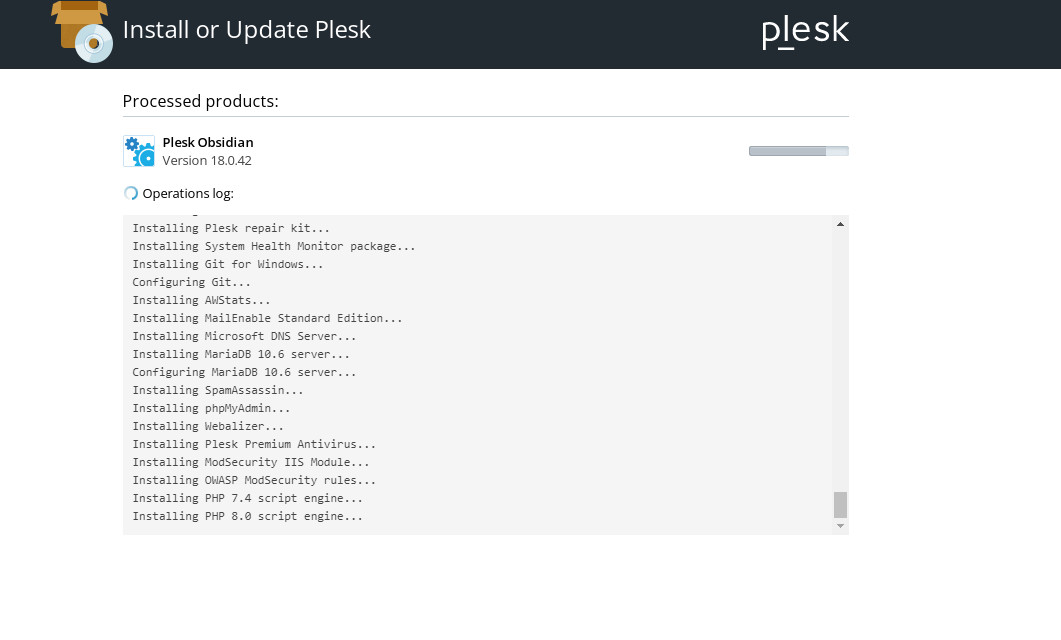 Install or Update Plesk
plesk
Processed products:
Plesk Obsidian
Version 18.0.42
Operations log:
Installing Plesk repair kit...
Installing System Health Monitor package...
Installing Git for Windows...
Configuring Git...
Installing AWStats...
Installing MailEnable Standard Edition...
Installing Microsoft DNS Server...
Installing MariaDB 10.6 server...
Configuring MariaDB 10.6 server...
Installing SpamAssassin...
Installing phpMyAdmin...
Installing Webalizer...
Installing Plesk Premium Antivirus...
Installing ModSecurity IIS Module...
Installing OWASP ModSecurity rules...
Installing PHP 7.4 script engine...
Installing PHP 8.0 script engine...